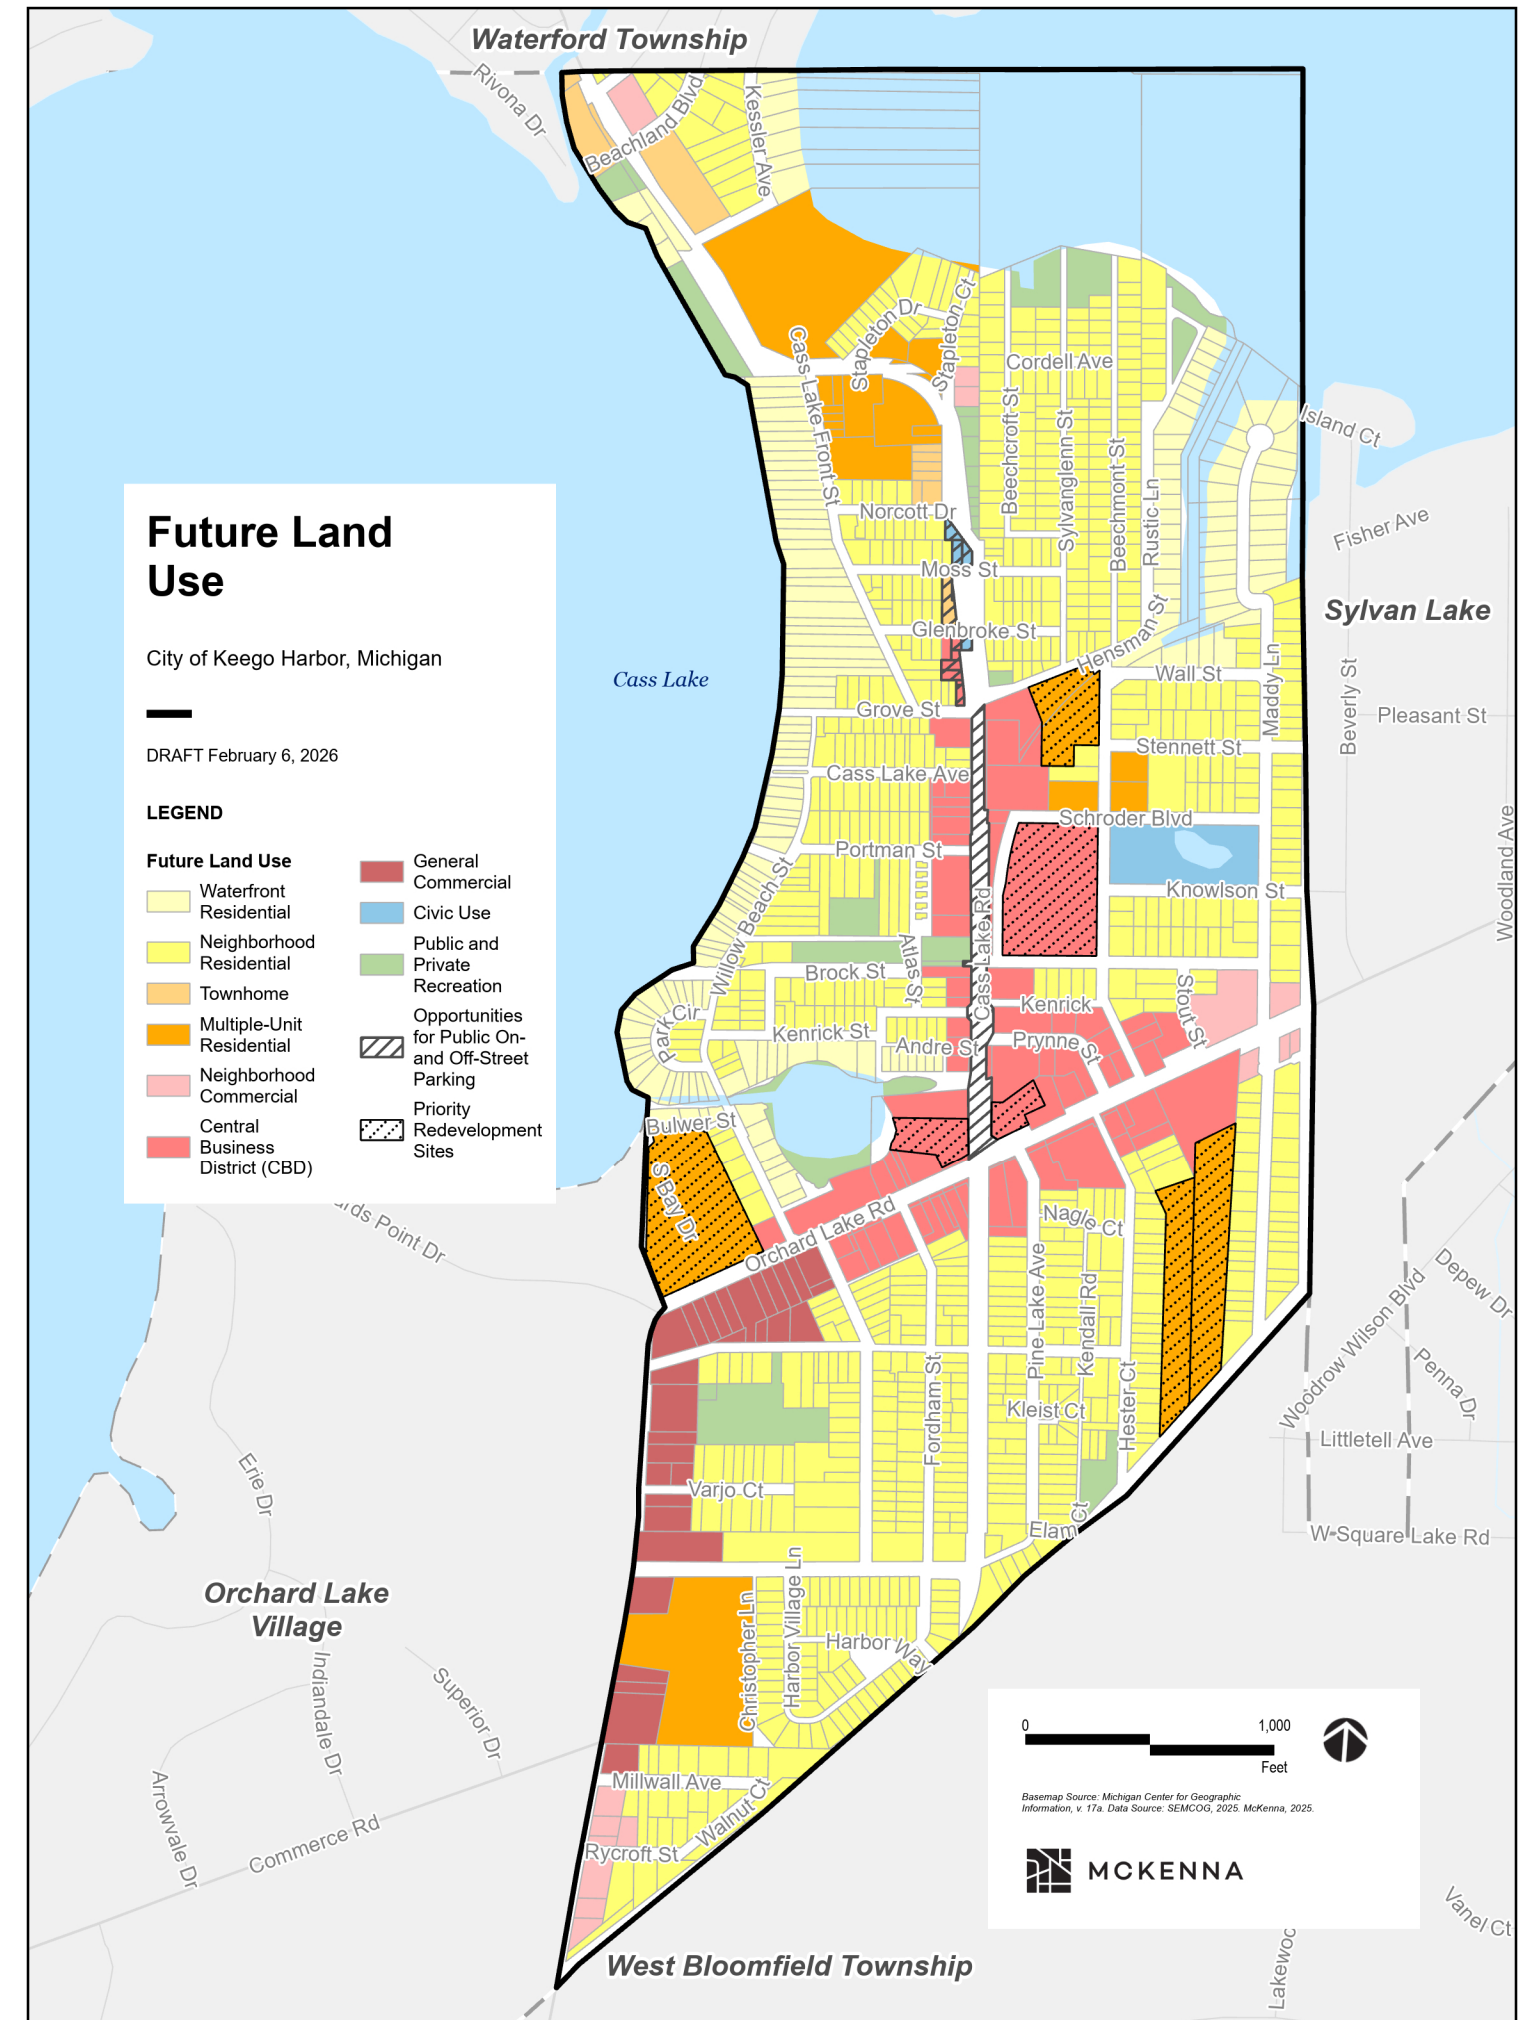 Waterford Township
Rivona Dr
Beachland Blvd
Kessler Ave
Stapleton Dr
Stapleton Ct
Cass Lake Front St
Cordell Ave
Beechcroft St
Sylvanglenn St
Beechmont St
Rustic Ln
Island Ct
Fisher Ave
Norcott Dr
Moss St
Glenbroke St
Hensman St
Sylvan Lake
Future Land
Use
City of Keego Harbor, Michigan
DRAFT February 6, 2026
LEGEND
Future Land Use
Waterfront
Residential
Neighborhood
Residential
Townhome
Multiple-Unit
Residential
Neighborhood
Commercial
Central
Business
District (CBD)
General
Commercial
Civic Use
Public and
Private
Recreation
Opportunities
for Public On-
and Off-Street
Parking
Priority
Redevelopment
Sites
Cass Lake
Wall St
Maddy Ln
Beverly St
Pleasant St
Grove St
Stennett St
Cass Lake Ave
Schroder Blvd
Portman St
Knowlson St
Woodland Ave
Willow Beach St
Cass Lake Rd
Atlas St
Brock St
Kenrick
Stout St
Park Cir
Kenrick St
Andre St
Prynne St
Bulwer St
S Bay Dr
Orchard Lake Rd
Nagle Ct
ards Point Dr
Pine Lake Ave
Kendall Rd
Hester Ct
Fordham St
Kleist Ct
Woodrow Wilson Blvd
Depew Dr
Penna Dr
Littletell Ave
W Square Lake Rd
Erie Dr
Varjo Ct
Elam Ct
Orchard Lake
Village
Christopher Ln
Harbor Village Ln
Harbor Way
Indiandale Dr
Superior Dr
Arrowvale Dr
Commerce Rd
Millwall Ave
Walnut Ct
Rycroft St
0
1,000
Feet
Basemap Source: Michigan Center for Geographic
Information, v. 17a. Data Source: SEMCOG, 2025. McKenna, 2025.
MCKENNA
Vanel Ct
Lakewoo
West Bloomfield Township